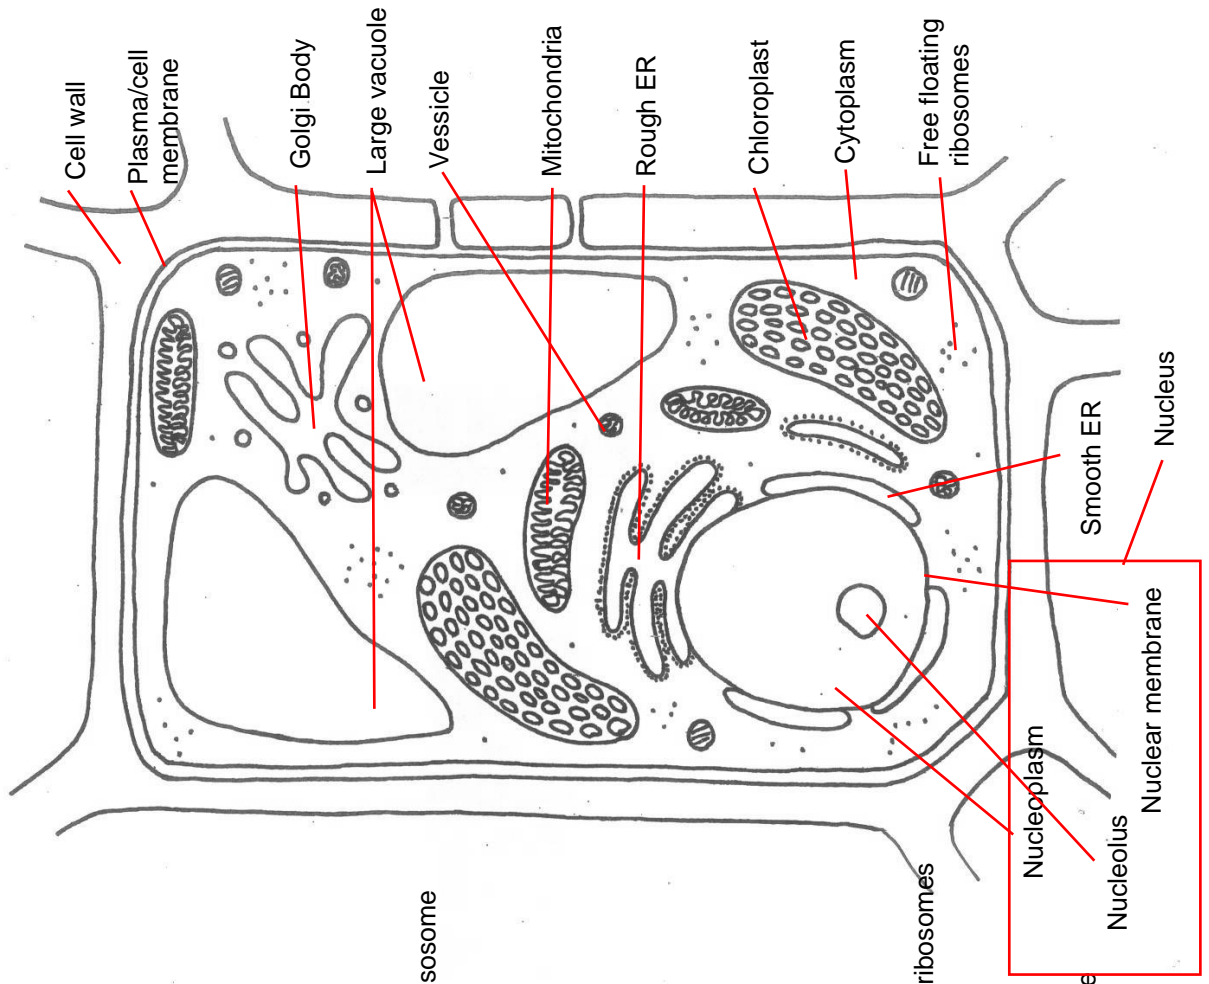 Cell wall
Plasma/cell
membrane
Golgi Body
Large vacuole
Vessicle
Mitochondria
Rough ER
Chloroplast
Cytoplasm
Free floating
ribosomes
Smooth ER
Nucleus
Nuclear membrane
Nucleoplasm
Nucleolus
sosome
ribosomes
e